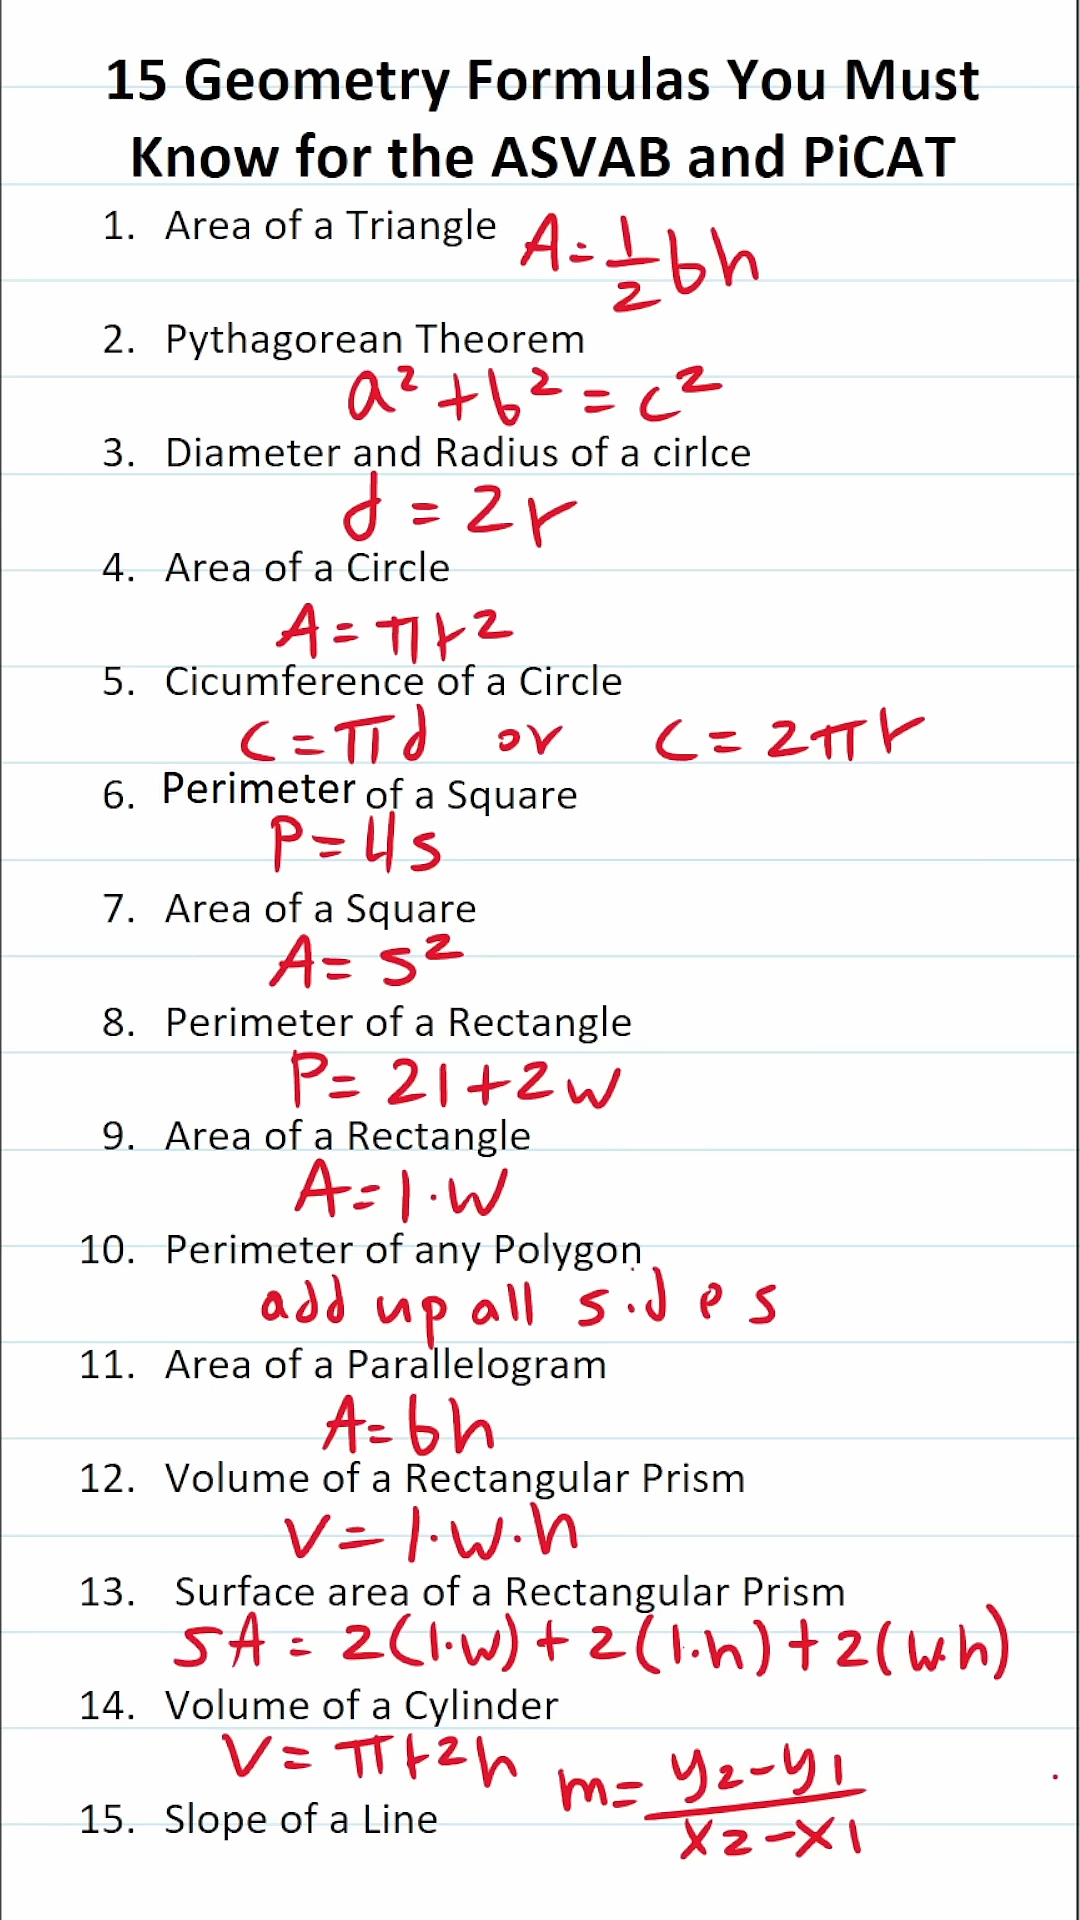 15 Geometry Formulas You Must
Know for the ASVAB and PiCAT
1. Area of a Triangle A = 1/2 bh
2. Pythagorean Theorem
a² + b² = c²
3. Diameter and Radius of a cirlce
d = 2r
4. Area of a Circle
A = πr²
5. Cicumference of a Circle
C = πd or C = 2πr
6. Perimeter of a Square
P = 4s
7. Area of a Square
A = s²
8. Perimeter of a Rectangle
P = 2l + 2w
9. Area of a Rectangle
A = l · w
10. Perimeter of any Polygon
add up all sides
11. Area of a Parallelogram
A = bh
12. Volume of a Rectangular Prism
V = l · w · h
13. Surface area of a Rectangular Prism
SA = 2(l·w) + 2(l·h) + 2(w·h)
14. Volume of a Cylinder
V = πr²h
15. Slope of a Line m = y2-y1 / x2-x1